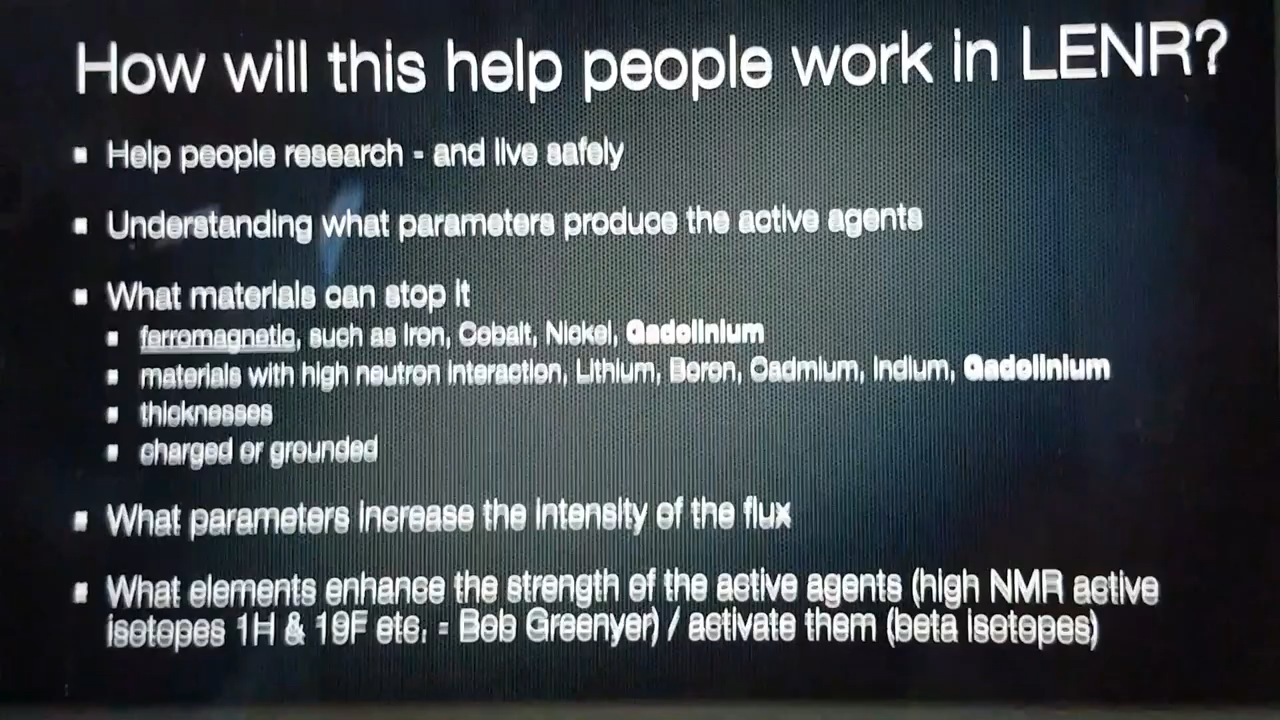 How will this help people work in LENR?
Help people research - and live safely
Understanding what parameters produce the active agents
What materials can stop it
ferromagnetic, such as Iron, Cobalt, Nickel, Gadolinium
materials with high neutron interaction, Lithium, Boron, Cadmium, Indium, Gadolinium
thicknesses
charged or grounded
What parameters increase the intensity of the flux
What elements enhance the strength of the active agents (high NMR active
isotopes 1H & 19F etc. - Bob Greenyer) / activate them (beta isotopes)